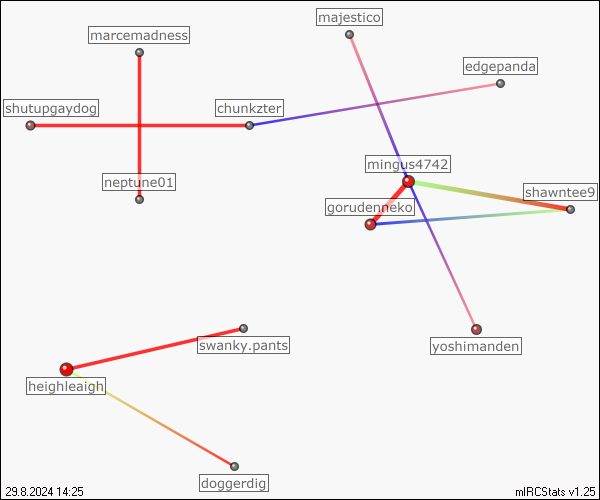 majestico
marcemadness
edgepanda
shutupgaydog
chunkzter
mingus4742
neptune01
shawntee9
gorudenneko
swanky.pants
yoshimanden
heighleaigh
doggerdig
29.8.2024 14:25
mIRCStats v1.25